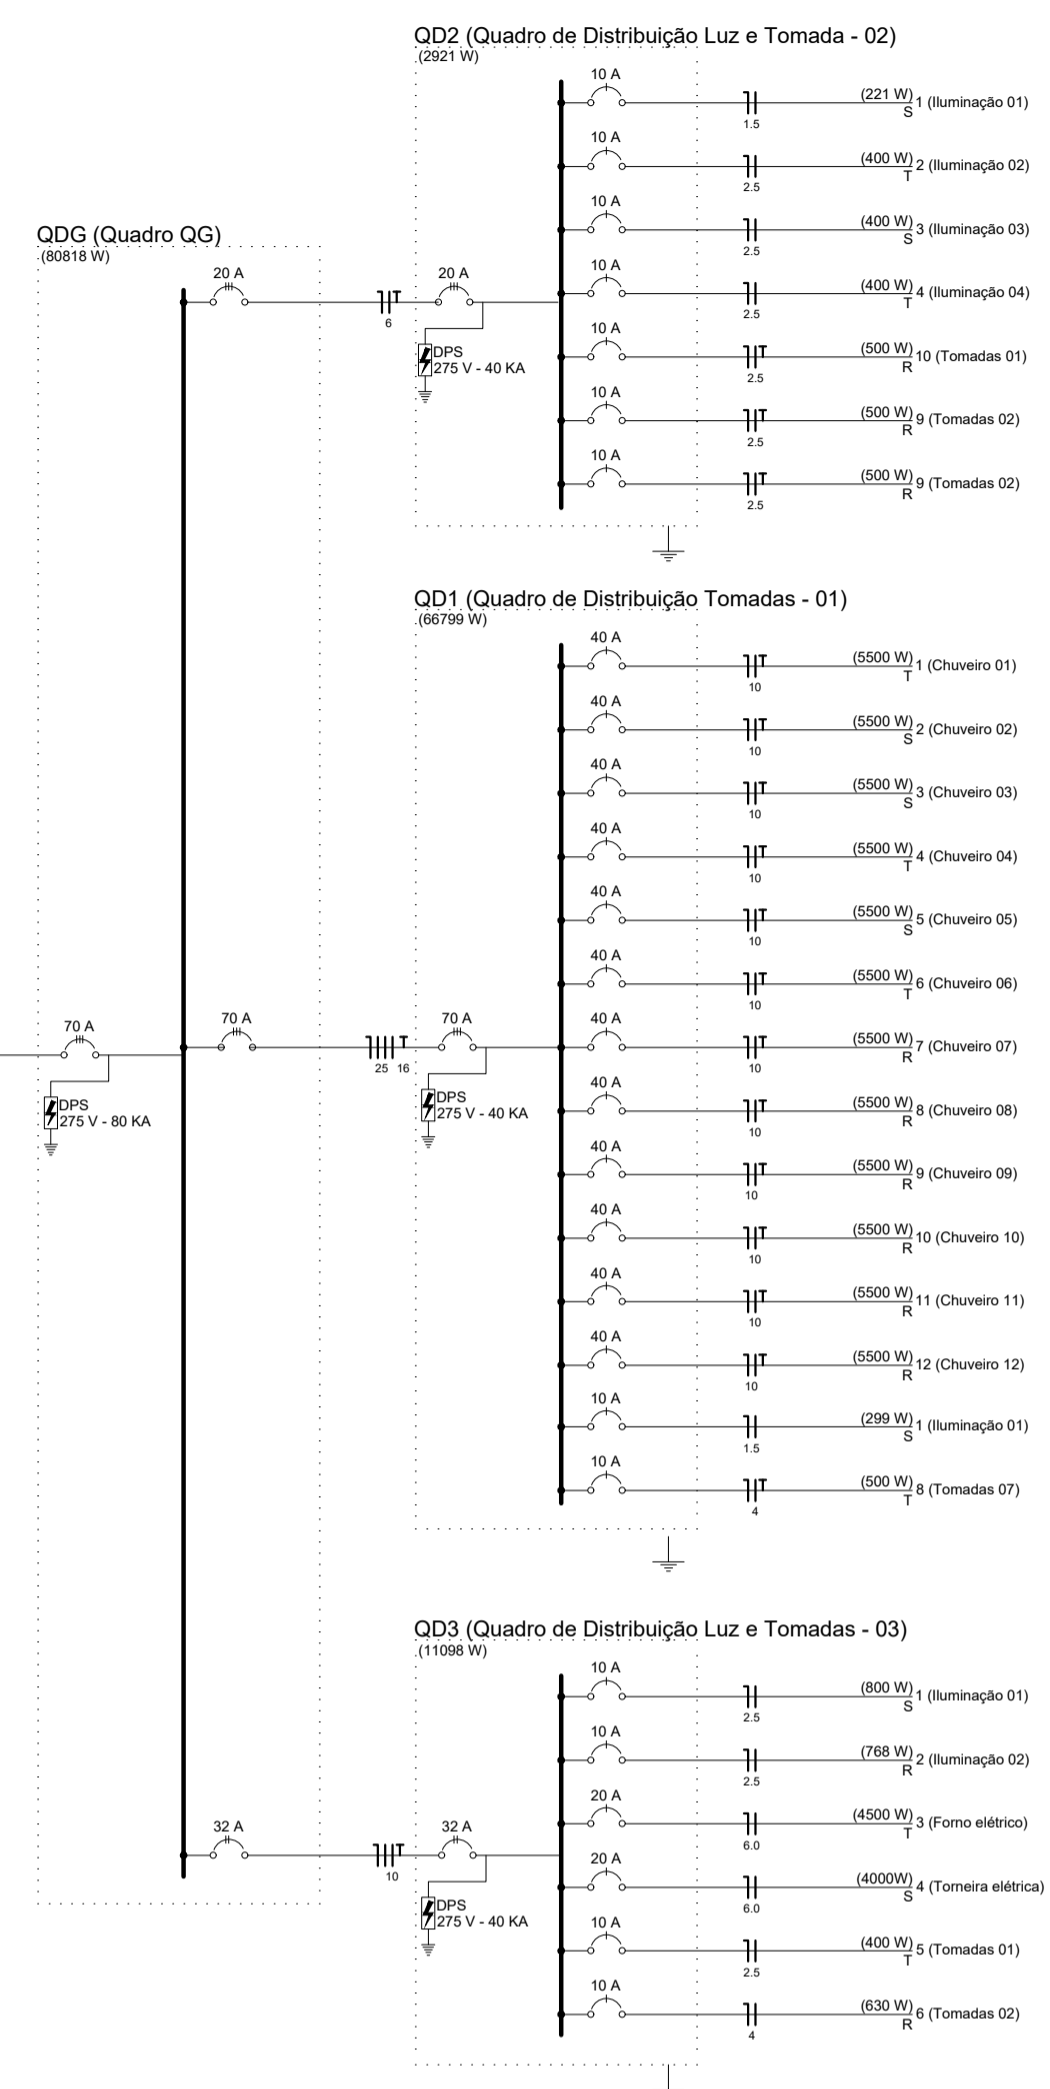 QD2 (Quadro de Distribuição Luz e Tomada - 02)
(2921 W)
10 A
(221 W)
1 (Iluminação 01)
S
1.5
10 A
(400 W)
2 (Iluminação 02)
T
2.5
10 A
(400 W)
3 (Iluminação 03)
S
2.5
10 A
(400 W)
4 (Iluminação 04)
T
2.5
10 A
(500 W)
10 (Tomadas 01)
R
T
2.5
10 A
(500 W)
9 (Tomadas 02)
R
T
2.5
10 A
(500 W)
9 (Tomadas 02)
R
T
2.5
QDG (Quadro QG)
(80818 W)
20 A
T
6
20 A
DPS
275 V - 40 KA
QD1 (Quadro de Distribuição Tomadas - 01)
(66799 W)
40 A
T
10
(5500 W)
1 (Chuveiro 01)
T
40 A
T
10
(5500 W)
2 (Chuveiro 02)
S
40 A
T
10
(5500 W)
3 (Chuveiro 03)
S
40 A
T
10
(5500 W)
4 (Chuveiro 04)
T
40 A
T
10
(5500 W)
5 (Chuveiro 05)
S
40 A
T
10
(5500 W)
6 (Chuveiro 06)
T
40 A
T
10
(5500 W)
7 (Chuveiro 07)
R
40 A
T
10
(5500 W)
8 (Chuveiro 08)
R
40 A
T
10
(5500 W)
9 (Chuveiro 09)
R
40 A
T
10
(5500 W)
10 (Chuveiro 10)
R
40 A
T
10
(5500 W)
11 (Chuveiro 11)
R
40 A
T
10
(5500 W)
12 (Chuveiro 12)
R
10 A
1.5
(299 W)
1 (Iluminação 01)
S
10 A
T
4
(500 W)
8 (Tomadas 07)
T
70 A
DPS
275 V - 80 KA
70 A
T
25 16
70 A
DPS
275 V - 40 KA
QD3 (Quadro de Distribuição Luz e Tomadas - 03)
(11098 W)
10 A
2.5
(800 W)
1 (Iluminação 01)
S
10 A
2.5
(768 W)
2 (Iluminação 02)
R
20 A
6.0
(4500 W)
3 (Forno elétrico)
T
20 A
6.0
(4000W)
4 (Torneira elétrica)
S
10 A
2.5
(400 W)
5 (Tomadas 01)
T
10 A
4
(630 W)
6 (Tomadas 02)
R
32 A
T
10
32 A
DPS
275 V - 40 KA